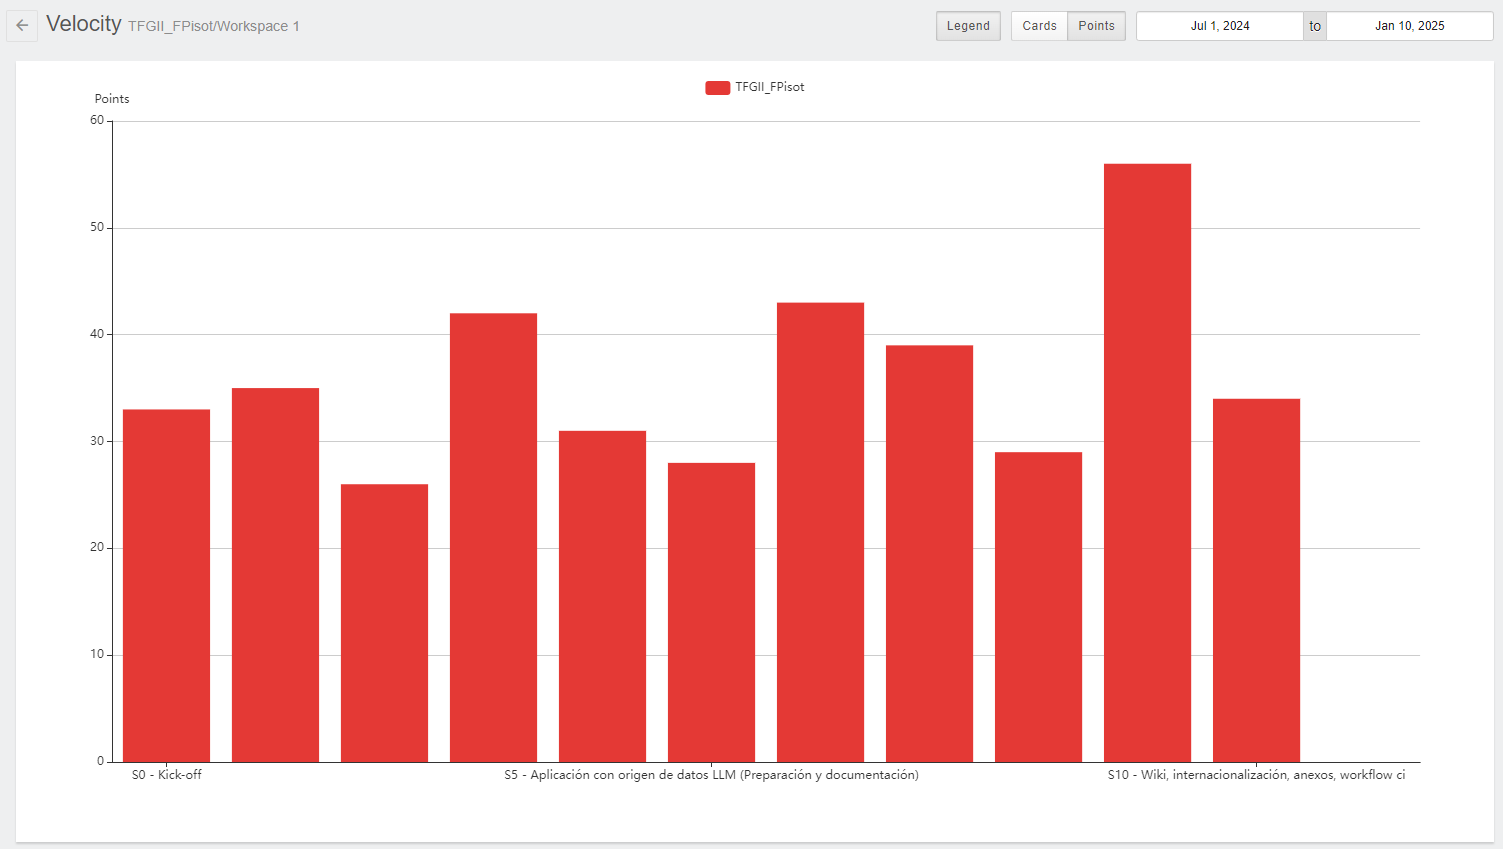 Velocity TFGII_FPisot/Workspace 1
Legend Cards Points Jul 1, 2024 to Jan 10, 2025
TFGII_FPisot
Points
60
50
40
30
20
10
0
S0 - Kick-off
S5 - Aplicación con origen de datos LLM (Preparación y documentación)
S10 - Wiki, internacionalización, anexos, workflow ci